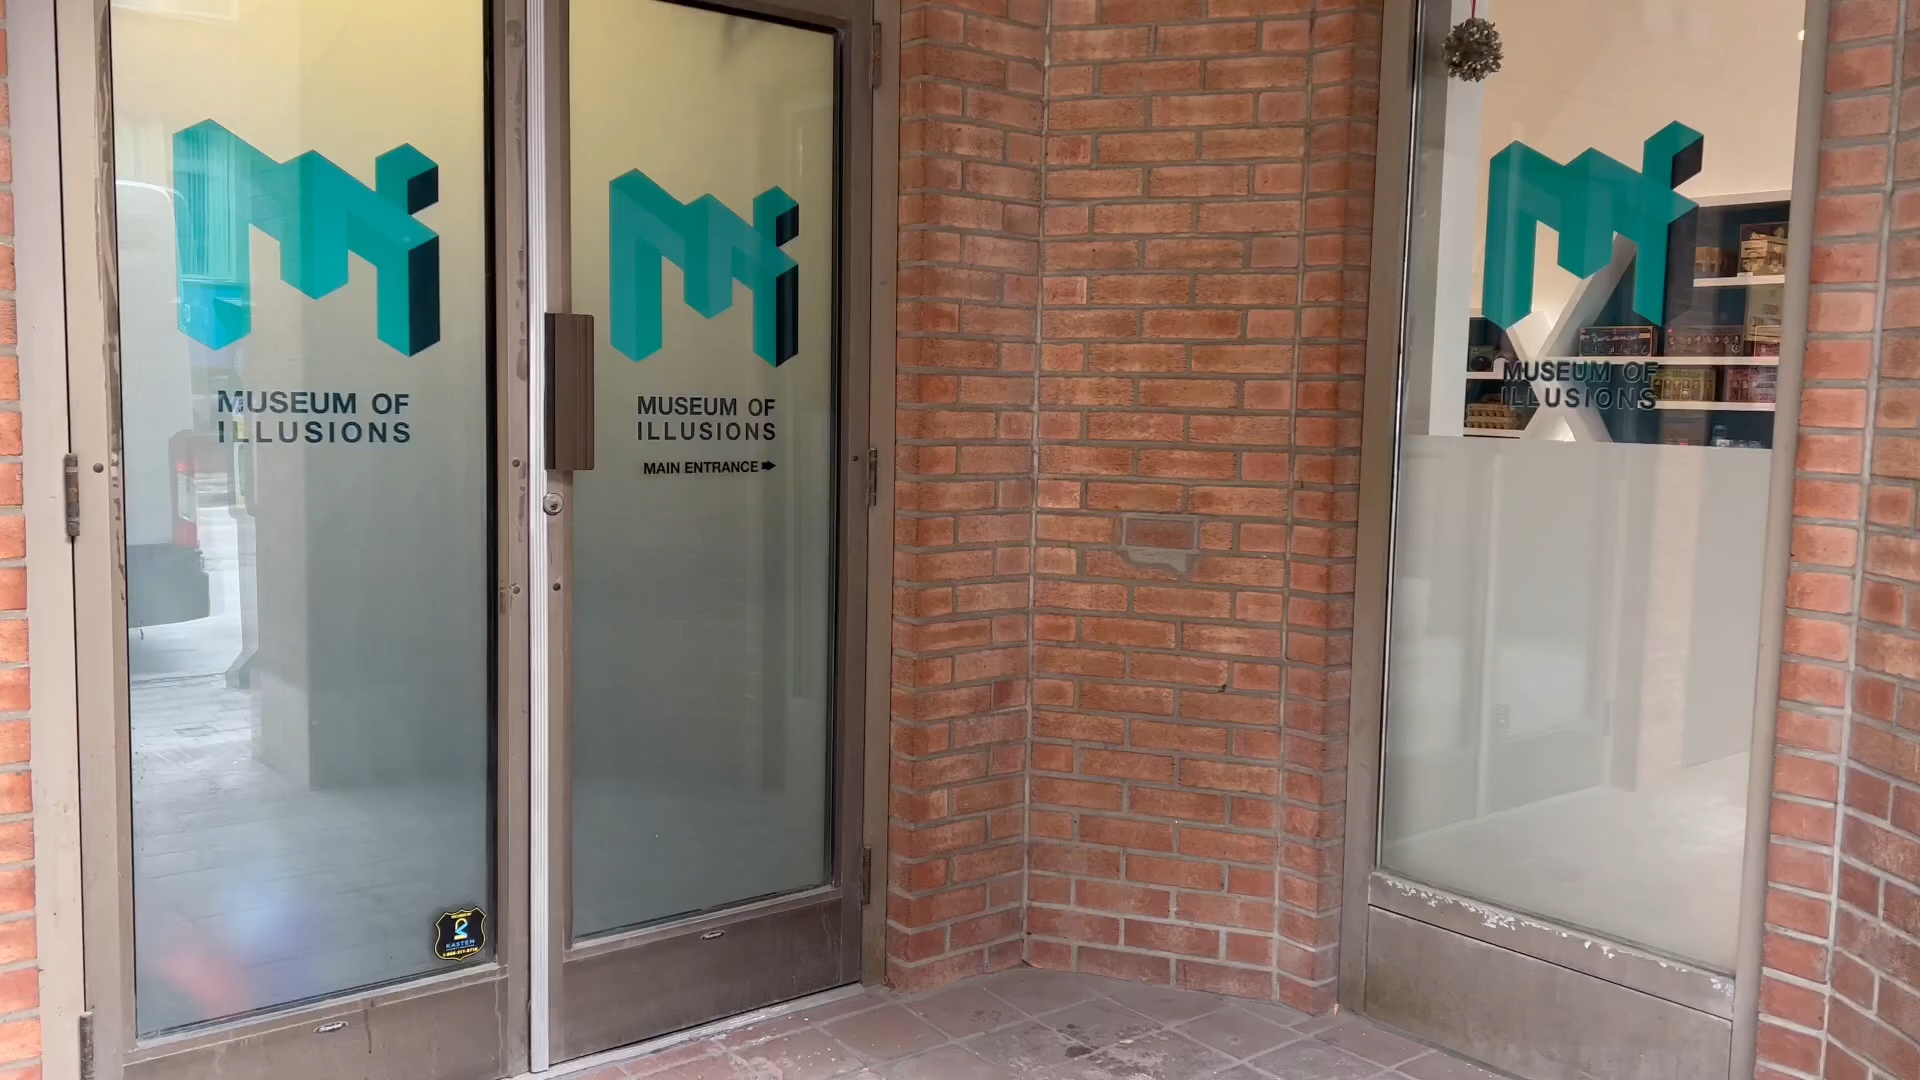 MUSEUM OF
ILLUSIONS
MUSEUM OF
ILLUSIONS
MAIN ENTRANCE
MUSEUM OF
ILLUSIONS
KASTEN